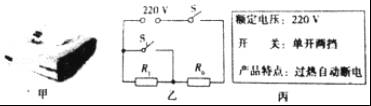 甲
220 V
S
S
R₁
R₀
乙
额定电压：220 V
开 关：单开两挡
产品特点：过热自动断电
丙